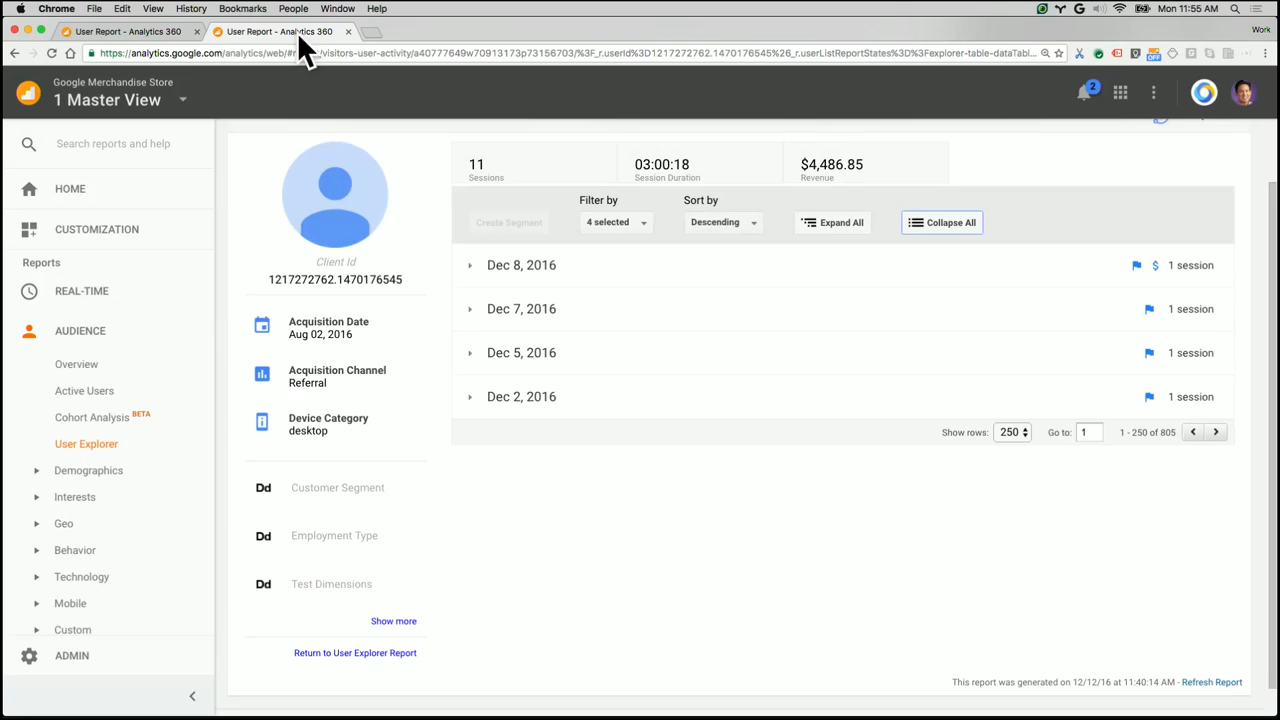 Chrome File Edit View History Bookmarks People Window Help Mon 11:55 AM
User Report - Analytics 360 User Report - Analytics 360 Work
https://analytics.google.com/analytics/web/#
Google Merchant Store
1 Master View
2
Search reports and help
HOME
CUSTOMIZATION
Reports
REAL-TIME
AUDIENCE
Overview
Active Users
Cohort Analysis BETA
User Explorer
Demographics
Interests
Geo
Behavior
Technology
Mobile
Custom
ADMIN
Client Id
1217272762.1470176545
Acquisition Date
Aug 02, 2016
Acquisition Channel
Referral
Device Category
desktop
Dd Customer Segment
Dd Employment Type
Dd Test Dimensions
Show more
Return to User Explorer Report
11 03:00:18 $4,486.85
Sessions Session Duration Revenue
Filter by Sort by
Create Segment 4 selected Descending Expand All Collapse All
Dec 8, 2016 $ 1 session
Dec 7, 2016 1 session
Dec 5, 2016 1 session
Dec 2, 2016 1 session
Show rows: 250 Go to: 1 1 - 250 of 805
This report was generated on 12/12/16 at 11:40:14 AM - Refresh Report